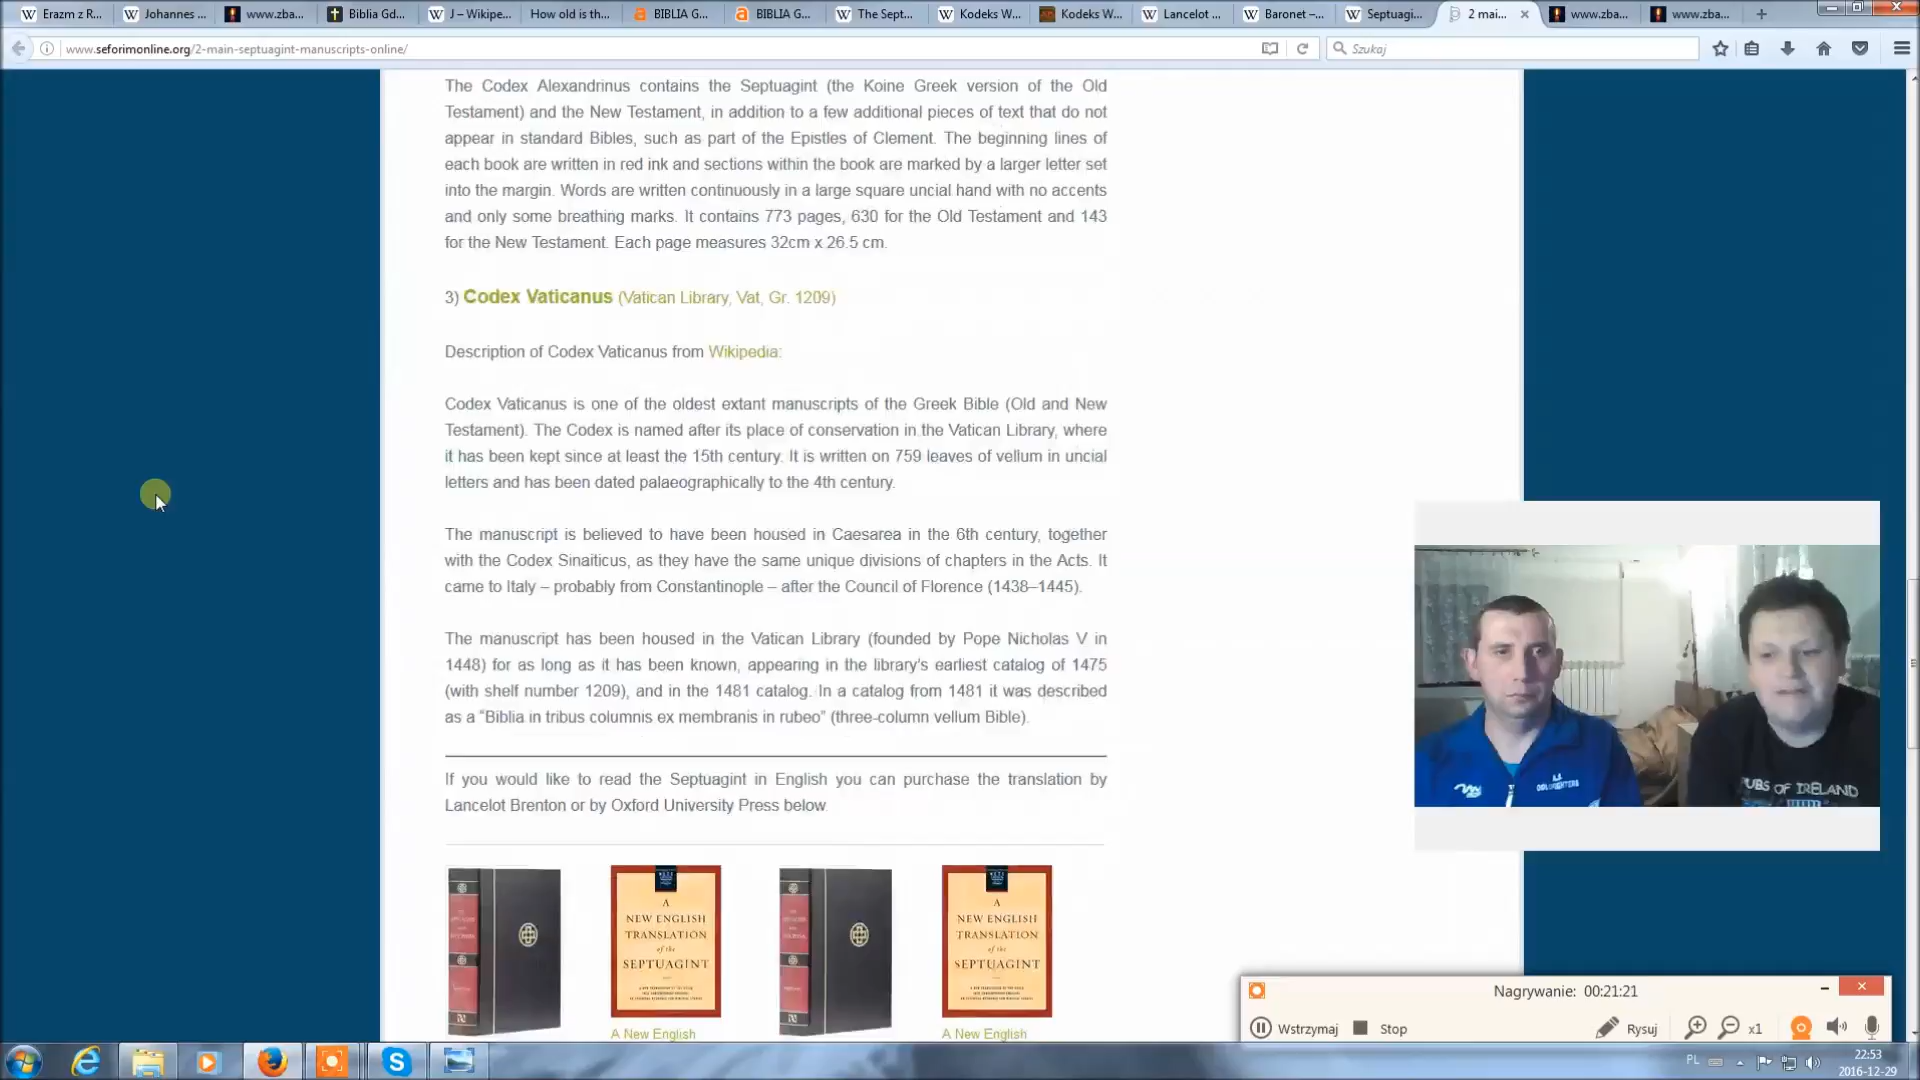 Erazm z R...
Johannes ...
www.zba...
Biblia Gd...
J – Wikipe...
How old is th...
BIBLIA G...
BIBLIA G...
The Sept...
Kodeks W...
Kodeks W...
Lancelot ...
Baronet –...
Septuagi...
2 mai...
www.zba...
www.zba...
www.seforimonline.org/2-main-septuagint-manuscripts-online/
Szukaj
The Codex Alexandrinus contains the Septuagint (the Koine Greek version of the Old
Testament) and the New Testament, in addition to a few additional pieces of text that do not
appear in standard Bibles, such as part of the Epistles of Clement. The beginning lines of
each book are written in red ink and sections within the book are marked by a larger letter set
into the margin. Words are written continuously in a large square uncial hand with no accents
and only some breathing marks. It contains 773 pages, 630 for the Old Testament and 143
for the New Testament. Each page measures 32cm x 26.5 cm.
3) Codex Vaticanus (Vatican Library, Vat, Gr. 1209)
Description of Codex Vaticanus from Wikipedia:
Codex Vaticanus is one of the oldest extant manuscripts of the Greek Bible (Old and New
Testament). The Codex is named after its place of conservation in the Vatican Library, where
it has been kept since at least the 15th century. It is written on 759 leaves of vellum in uncial
letters and has been dated palaeographically to the 4th century.
The manuscript is believed to have been housed in Caesarea in the 6th century, together
with the Codex Sinaiticus, as they have the same unique divisions of chapters in the Acts. It
came to Italy – probably from Constantinople – after the Council of Florence (1438–1445).
The manuscript has been housed in the Vatican Library (founded by Pope Nicholas V in
1448) for as long as it has been known, appearing in the library's earliest catalog of 1475
(with shelf number 1209), and in the 1481 catalog. In a catalog from 1481 it was described
as a “Biblia in tribus columnis ex membranis in rubeo” (three-column vellum Bible).
If you would like to read the Septuagint in English you can purchase the translation by
Lancelot Brenton or by Oxford University Press below
A
NEW ENGLISH
TRANSLATION
of the
SEPTUAGINT
A
NEW ENGLISH
TRANSLATION
of the
SEPTUAGINT
A New English
A New English
OSLOFIGHTERS
PUBS OF IRELAND
Nagrywanie: 00:21:21
Wstrzymaj
Stop
Rysuj
x1
PL
22:53
2016-12-29